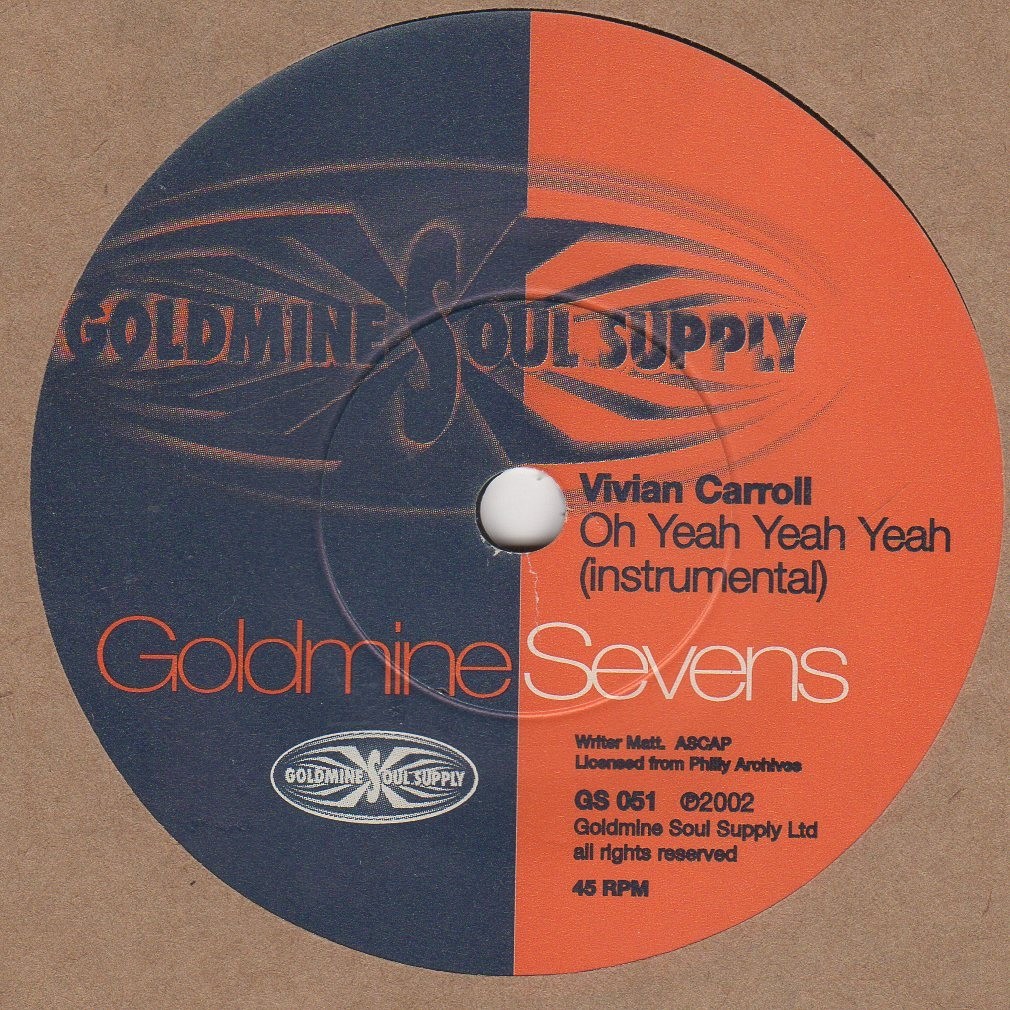 GOLDMINE SOUL SUPPLY
Vivian Carroll
Oh Yeah Yeah Yeah
(instrumental)
Goldmine Sevens
GOLDMINE SOUL SUPPLY
Writer Matt. ASCAP
Licensed from Philly Archives
GS 051 ℗2002
Goldmine Soul Supply Ltd
all rights reserved
45 RPM